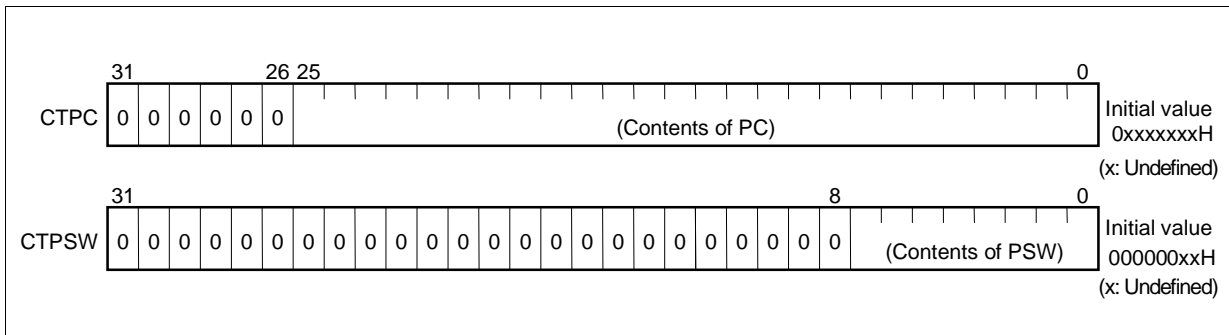 31 26 25 0
CTPC 0 0 0 0 0 0 (Contents of PC) Initial value
0xxxxxxxH
(x: Undefined)
31 8 0
CTPSW 0 0 0 0 0 0 0 0 0 0 0 0 0 0 0 0 0 0 0 0 0 0 0 0 (Contents of PSW) Initial value
000000xxH
(x: Undefined)